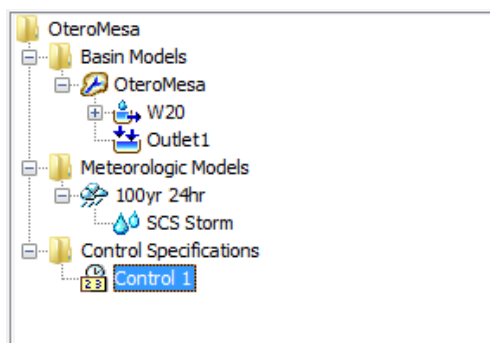 OteroMesa
Basin Models
OteroMesa
W20
Outlet1
Meteorologic Models
100yr 24hr
SCS Storm
Control Specifications
Control 1